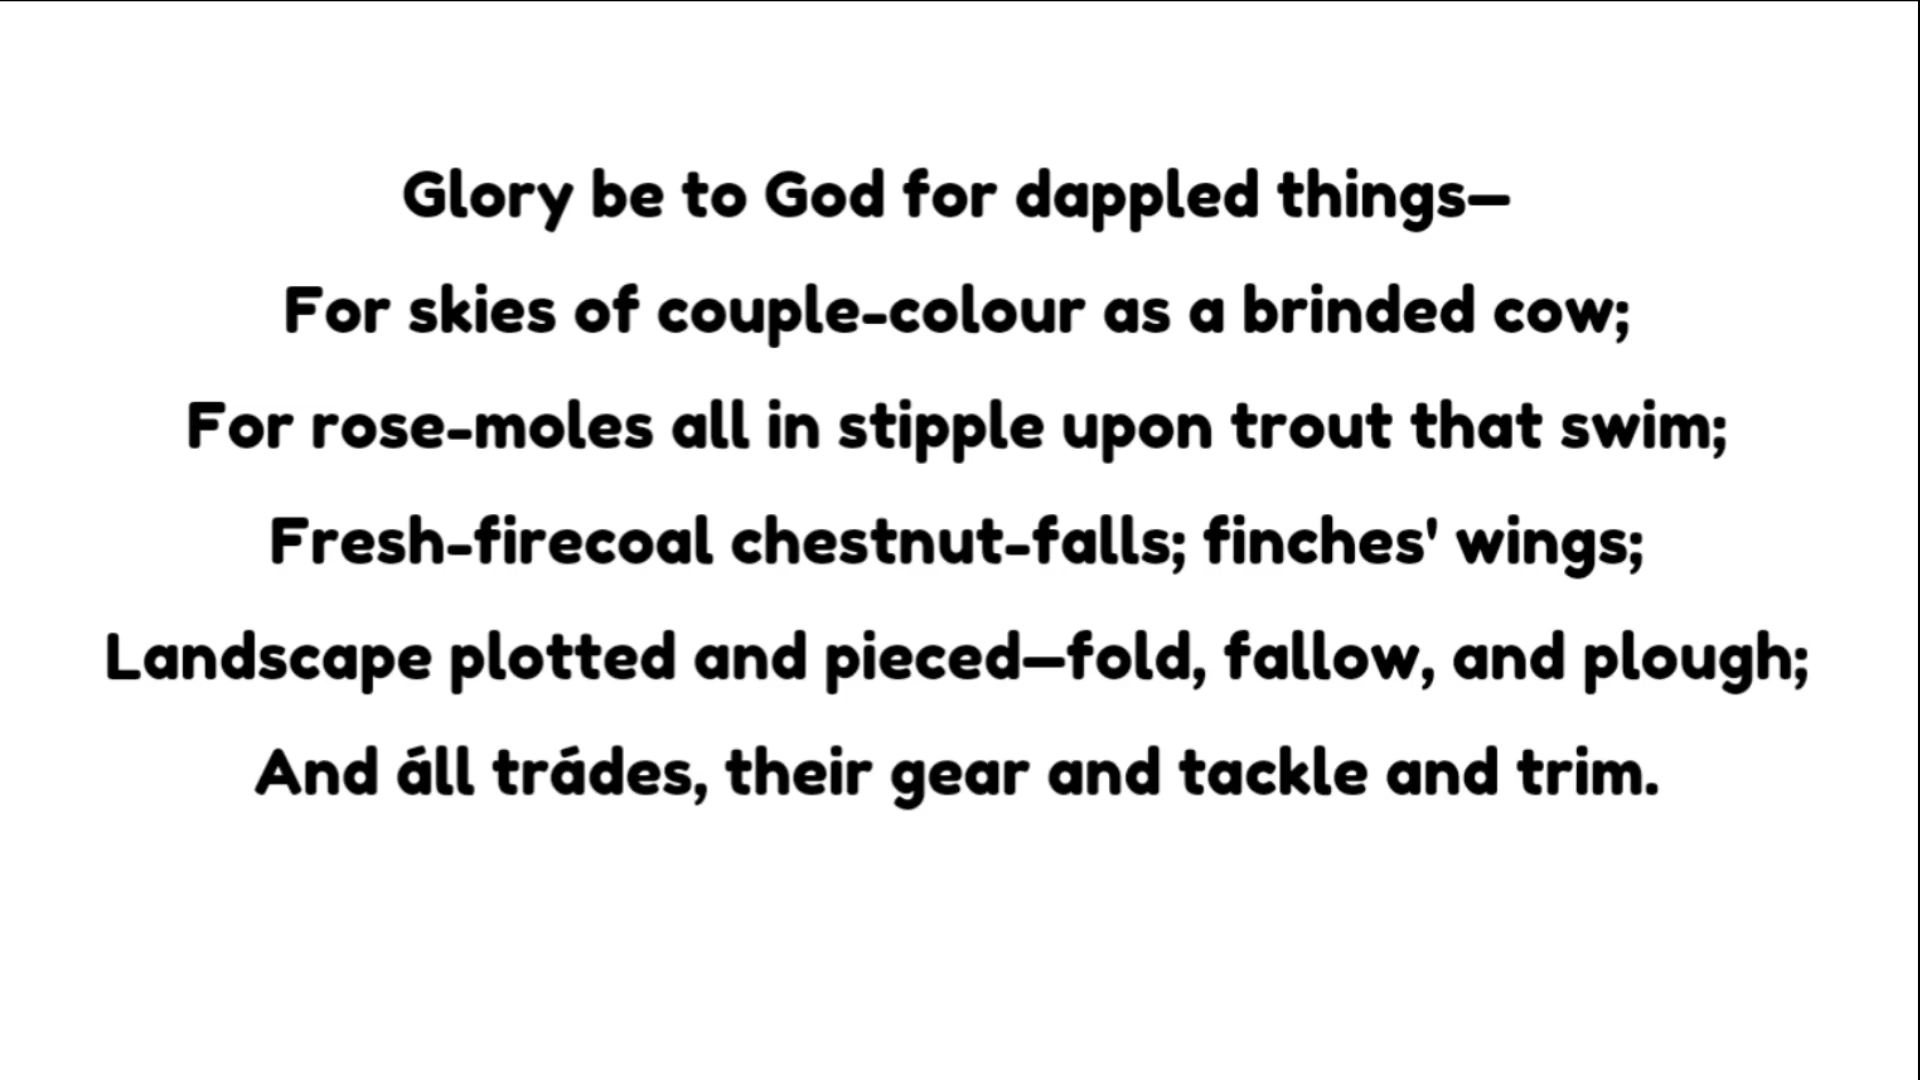 Glory be to God for dappled things—
For skies of couple-colour as a brinded cow;
For rose-moles all in stipple upon trout that swim;
Fresh-firecoal chestnut-falls; finches' wings;
Landscape plotted and pieced—fold, fallow, and plough;
And áll trádes, their gear and tackle and trim.